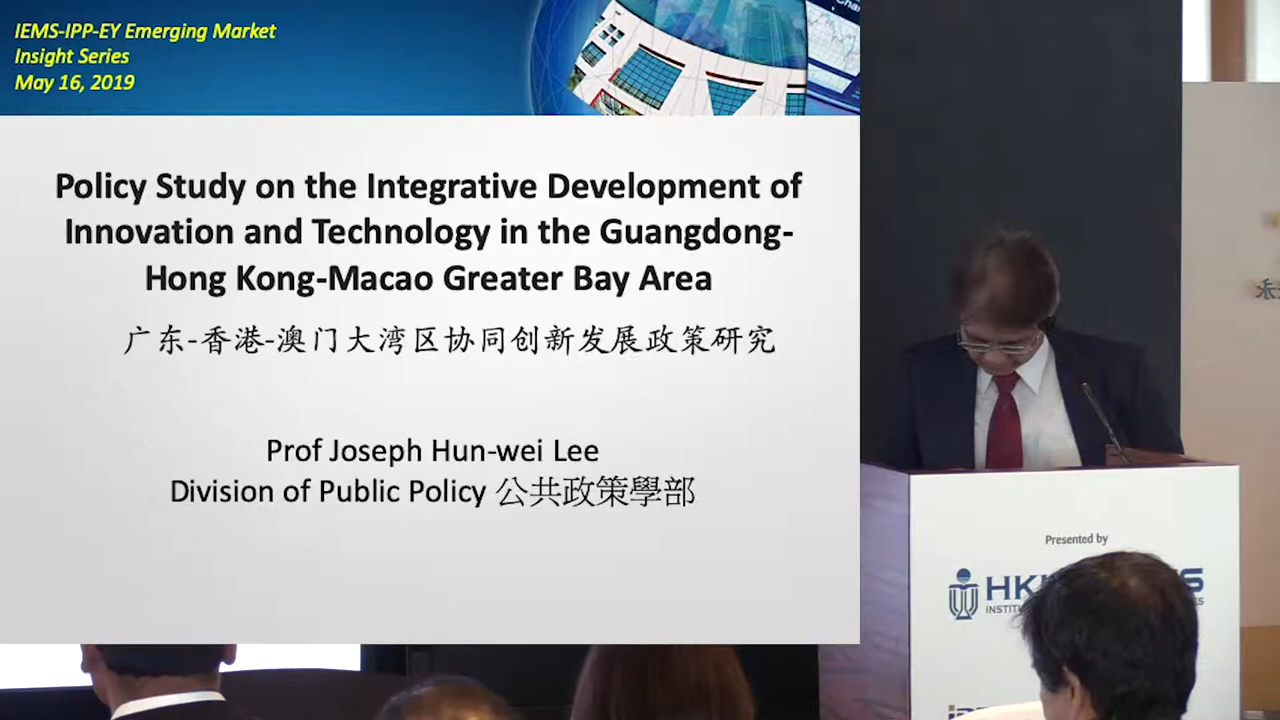 IEMS-IPP-EY Emerging Market
Insight Series
May 16, 2019
Policy Study on the Integrative Development of
Innovation and Technology in the Guangdong-
Hong Kong-Macao Greater Bay Area
广东-香港-澳门大湾区协同创新发展政策研究
Prof Joseph Hun-wei Lee
Division of Public Policy 公共政策學部
Presented by